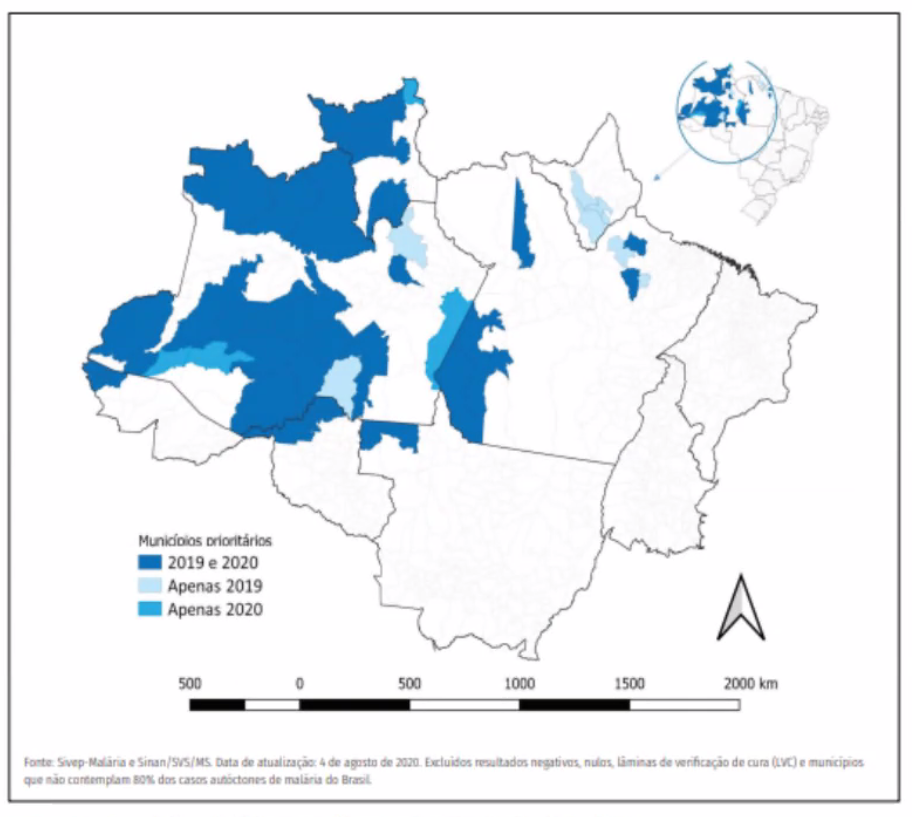 Municípios prioritários
2019 e 2020
Apenas 2019
Apenas 2020
500 0 500 1000 1500 2000 km
Fonte: Sivep-Malária e Sinan/SVS/MS. Data de atualização: 4 de agosto de 2020. Excluídos resultados negativos, nulos, lâminas de verificação de cura (LVC) e municípios
que não contemplam 80% dos casos autóctones de malária do Brasil.